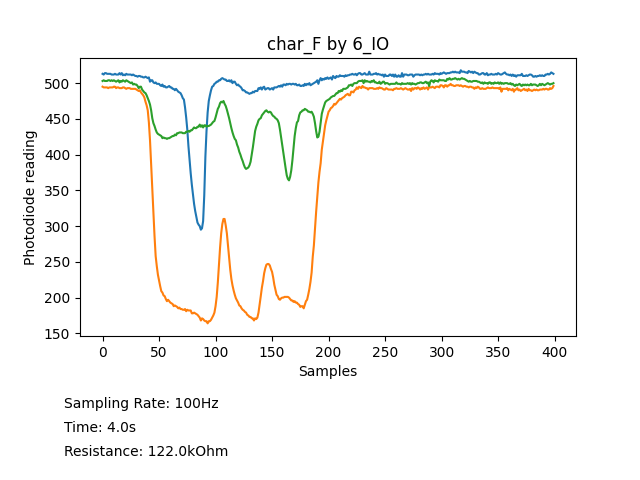 char_F by 6_IO
Photodiode reading
500
450
400
350
300
250
200
150
0 50 100 150 200 250 300 350 400
Samples
Sampling Rate: 100Hz
Time: 4.0s
Resistance: 122.0kOhm